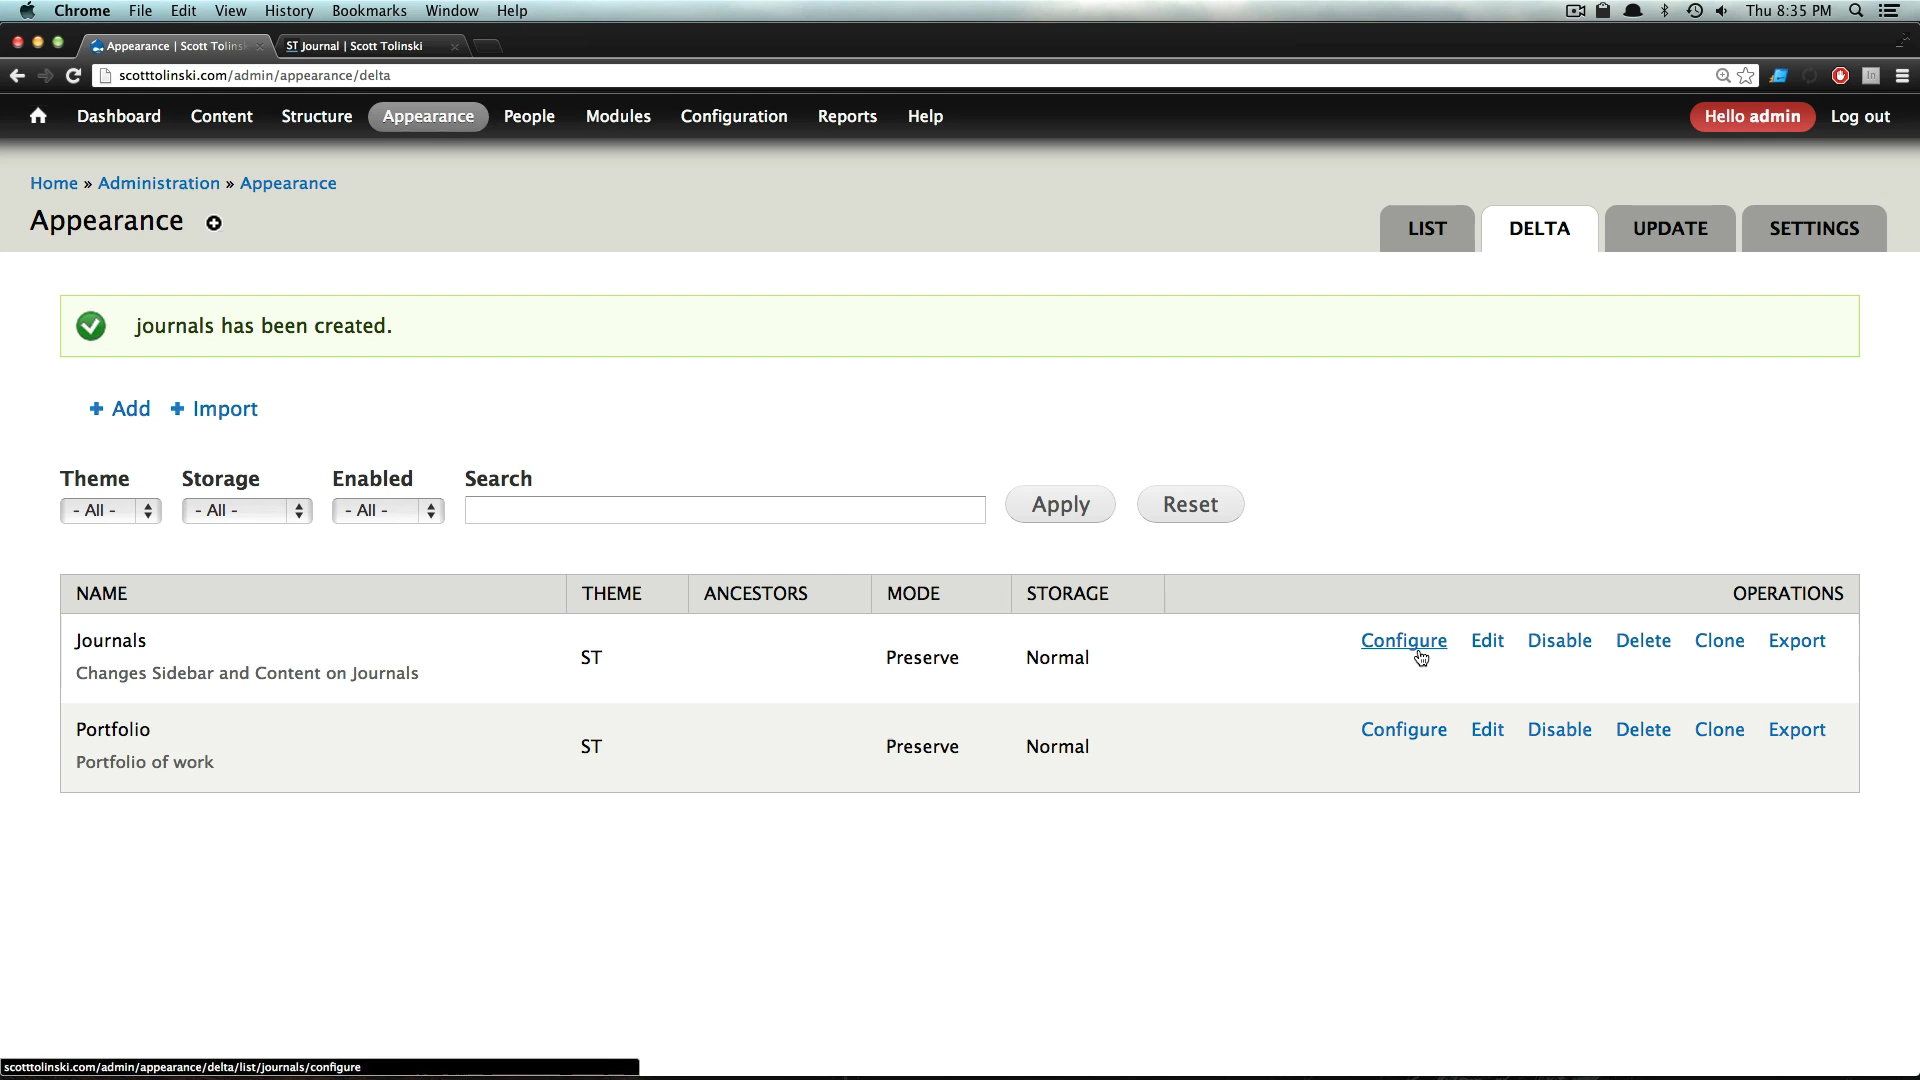 Chrome File Edit View History Bookmarks Window Help Thu 8:35 PM
Appearance | Scott Tolinsk ST Journal | Scott Tolinski
scotttolinski.com/admin/appearance/delta
Dashboard Content Structure Appearance People Modules Configuration Reports Help Hello admin Log out
Home » Administration » Appearance
Appearance
LIST DELTA UPDATE SETTINGS
journals has been created.
+ Add + Import
Theme Storage Enabled Search
- All - - All - - All - Apply Reset
NAME THEME ANCESTORS MODE STORAGE OPERATIONS
Journals
Changes Sidebar and Content on Journals
ST Preserve Normal Configure Edit Disable Delete Clone Export
Portfolio
Portfolio of work
ST Preserve Normal Configure Edit Disable Delete Clone Export
scotttolinski.com/admin/appearance/delta/list/journals/configure